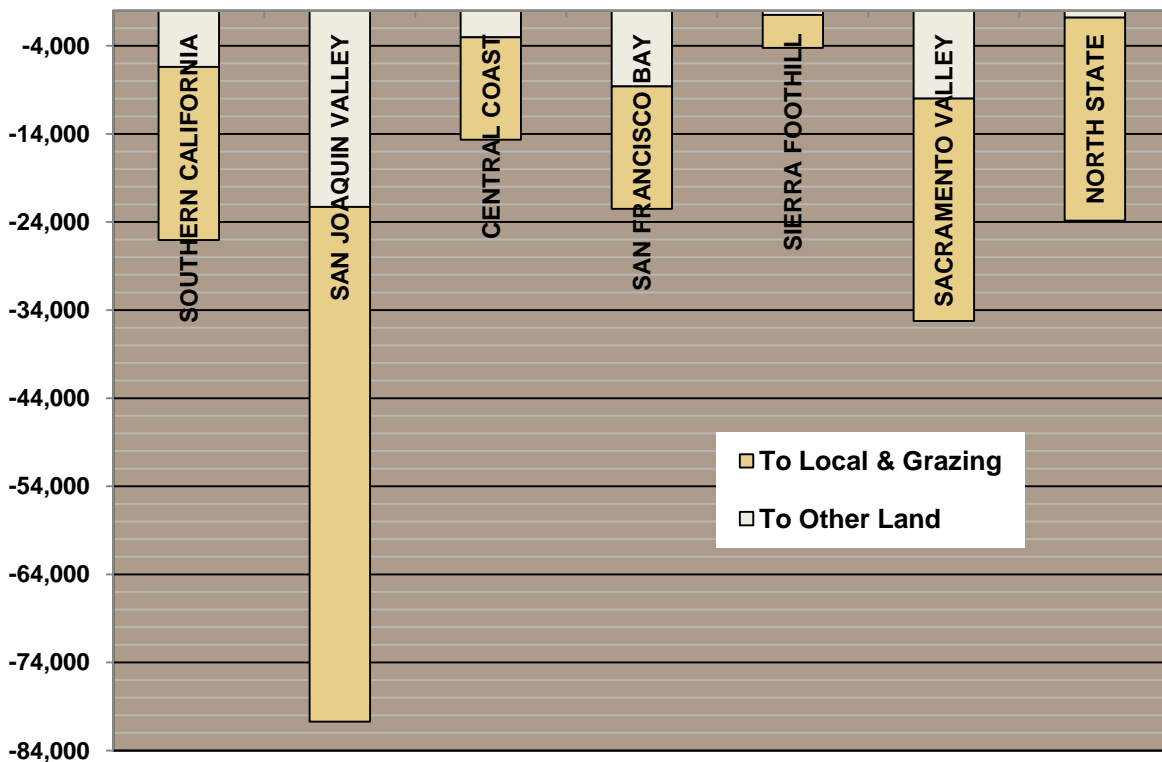 -4,000
-14,000
-24,000
-34,000
-44,000
-54,000
-64,000
-74,000
-84,000
SOUTHERN CALIFORNIA
SAN JOAQUIN VALLEY
CENTRAL COAST
SAN FRANCISCO BAY
SIERRA FOOTHILL
SACRAMENTO VALLEY
NORTH STATE
To Local & Grazing
To Other Land